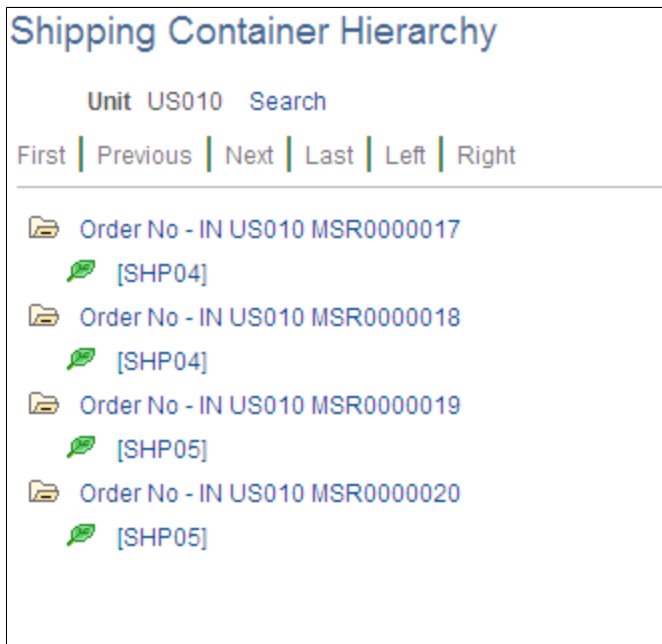 Shipping Container Hierarchy
Unit US010 Search
First | Previous | Next | Last | Left | Right
Order No - IN US010 MSR0000017
[SHP04]
Order No - IN US010 MSR0000018
[SHP04]
Order No - IN US010 MSR0000019
[SHP05]
Order No - IN US010 MSR0000020
[SHP05]